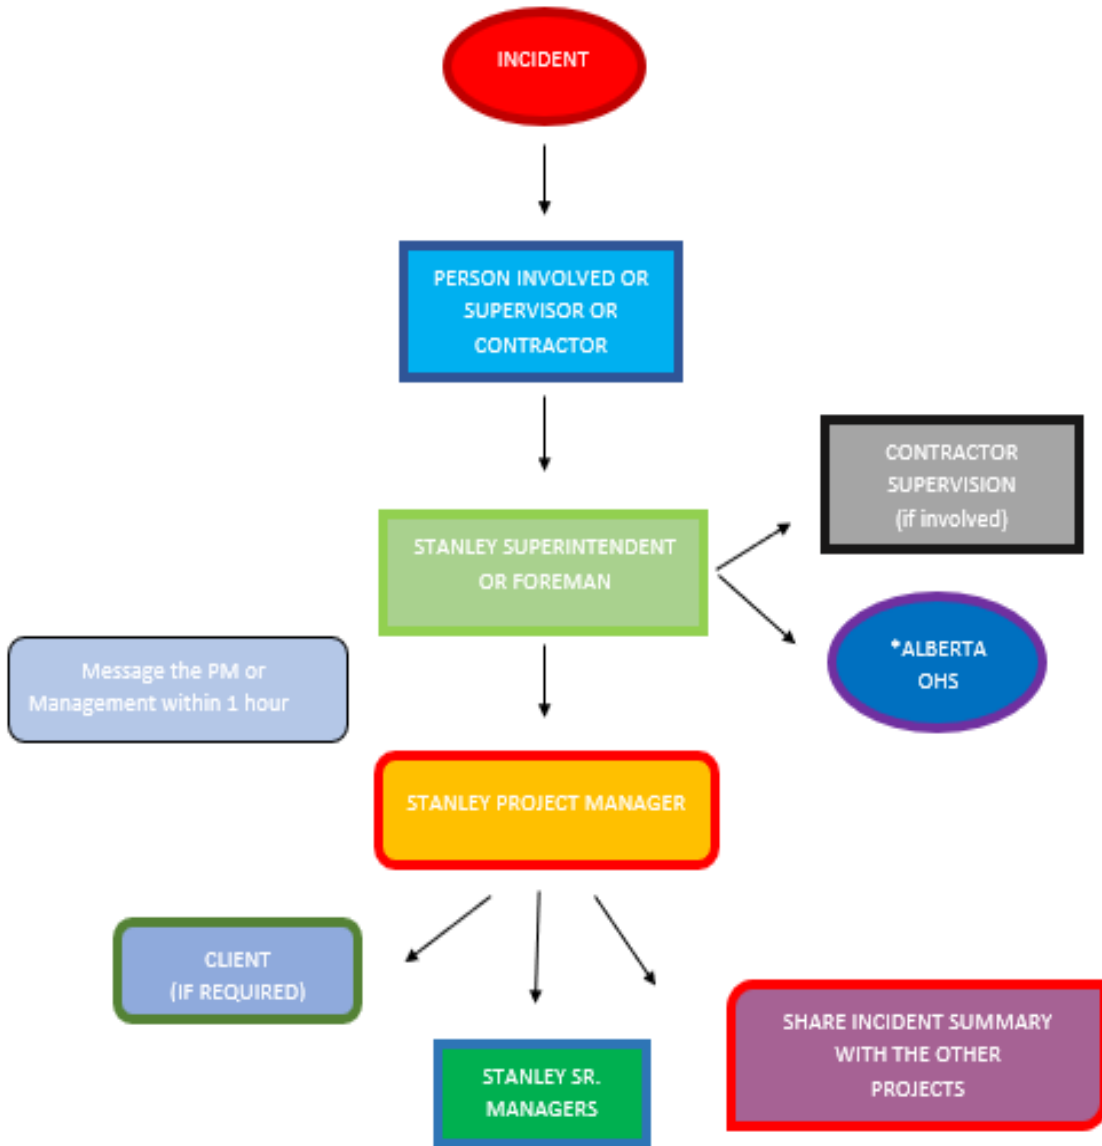 INCIDENT
PERSON INVOLVED OR
SUPERVISOR OR
CONTRACTOR
CONTRACTOR
SUPERVISION
(if involved)
STANLEY SUPERINTENDENT
OR FOREMAN
*ALBERTA
OHS
Message the PM or
Management within 1 hour
STANLEY PROJECT MANAGER
CLIENT
(IF REQUIRED)
SHARE INCIDENT SUMMARY
WITH THE OTHER
PROJECTS
STANLEY SR.
MANAGERS